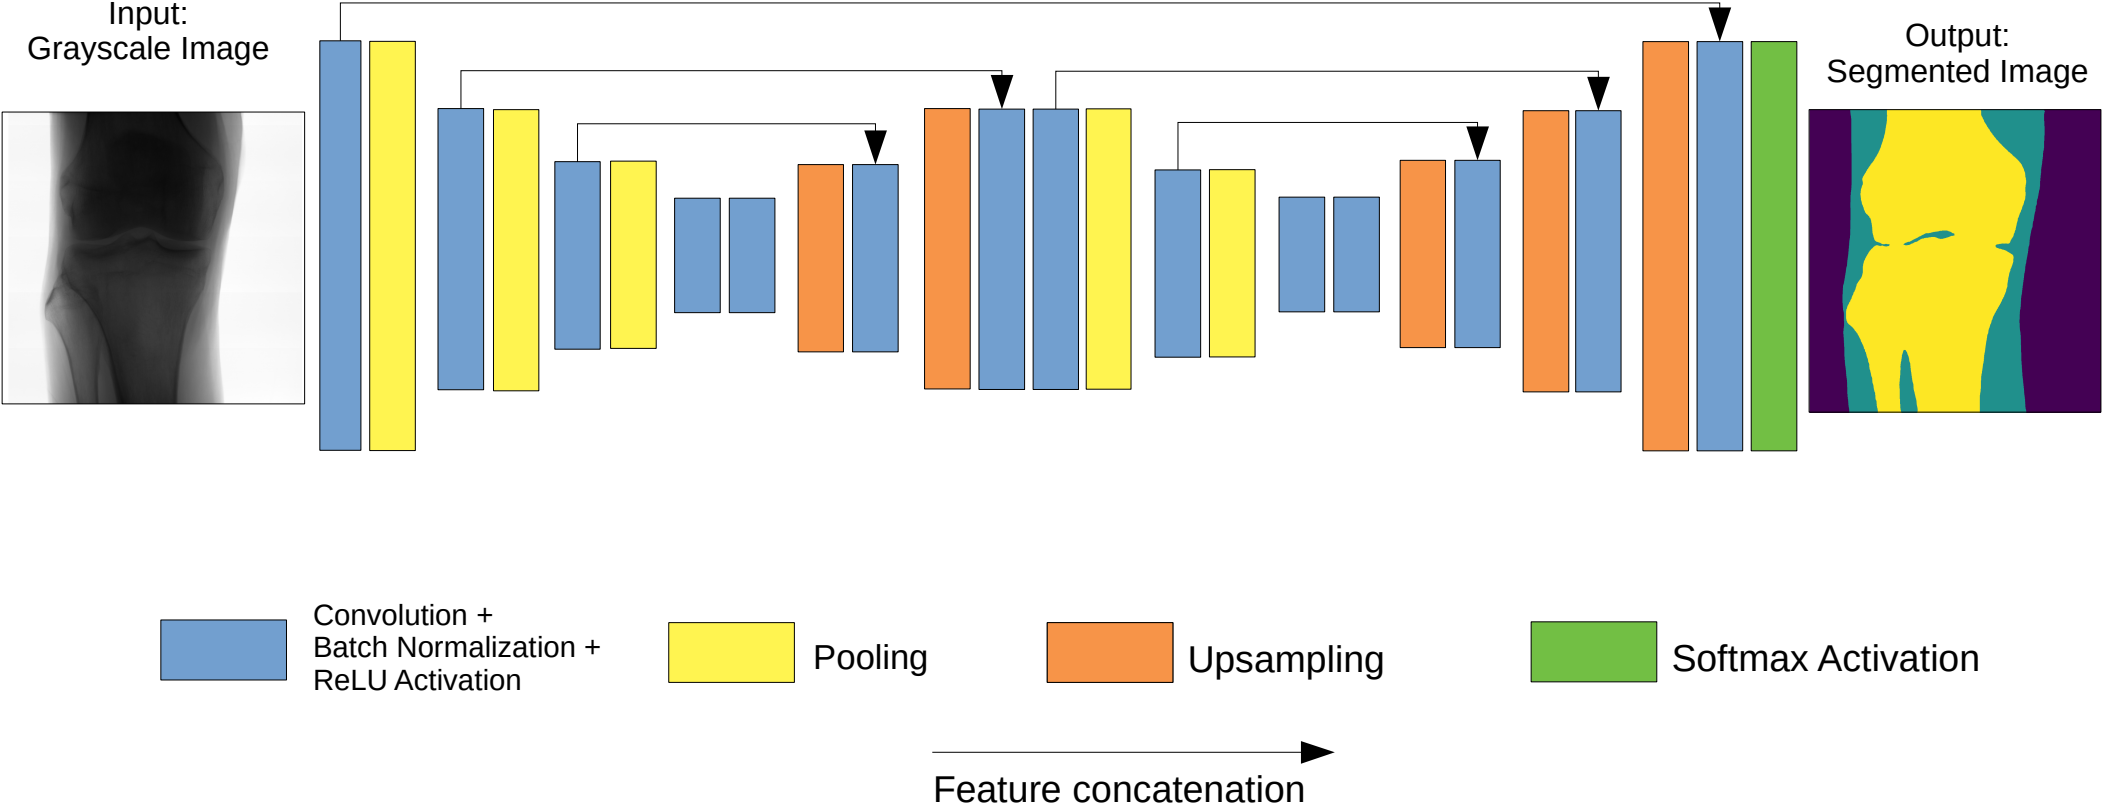 Input:
Grayscale Image
Output:
Segmented Image
Convolution +
Batch Normalization +
ReLU Activation
Pooling
Upsampling
Softmax Activation
Feature concatenation